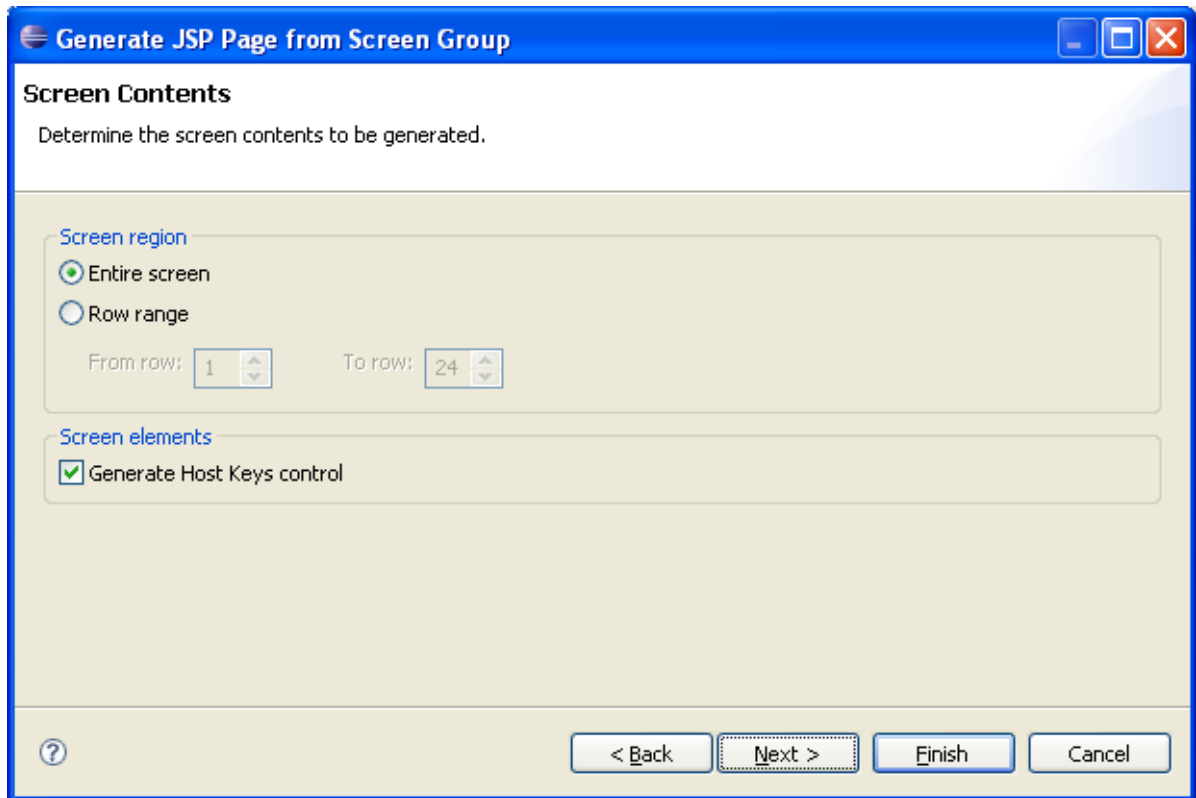 Generate JSP Page from Screen Group
Screen Contents
Determine the screen contents to be generated.
Screen region
Entire screen
Row range
From row: 1 To row: 24
Screen elements
Generate Host Keys control
? < Back Next > Finish Cancel